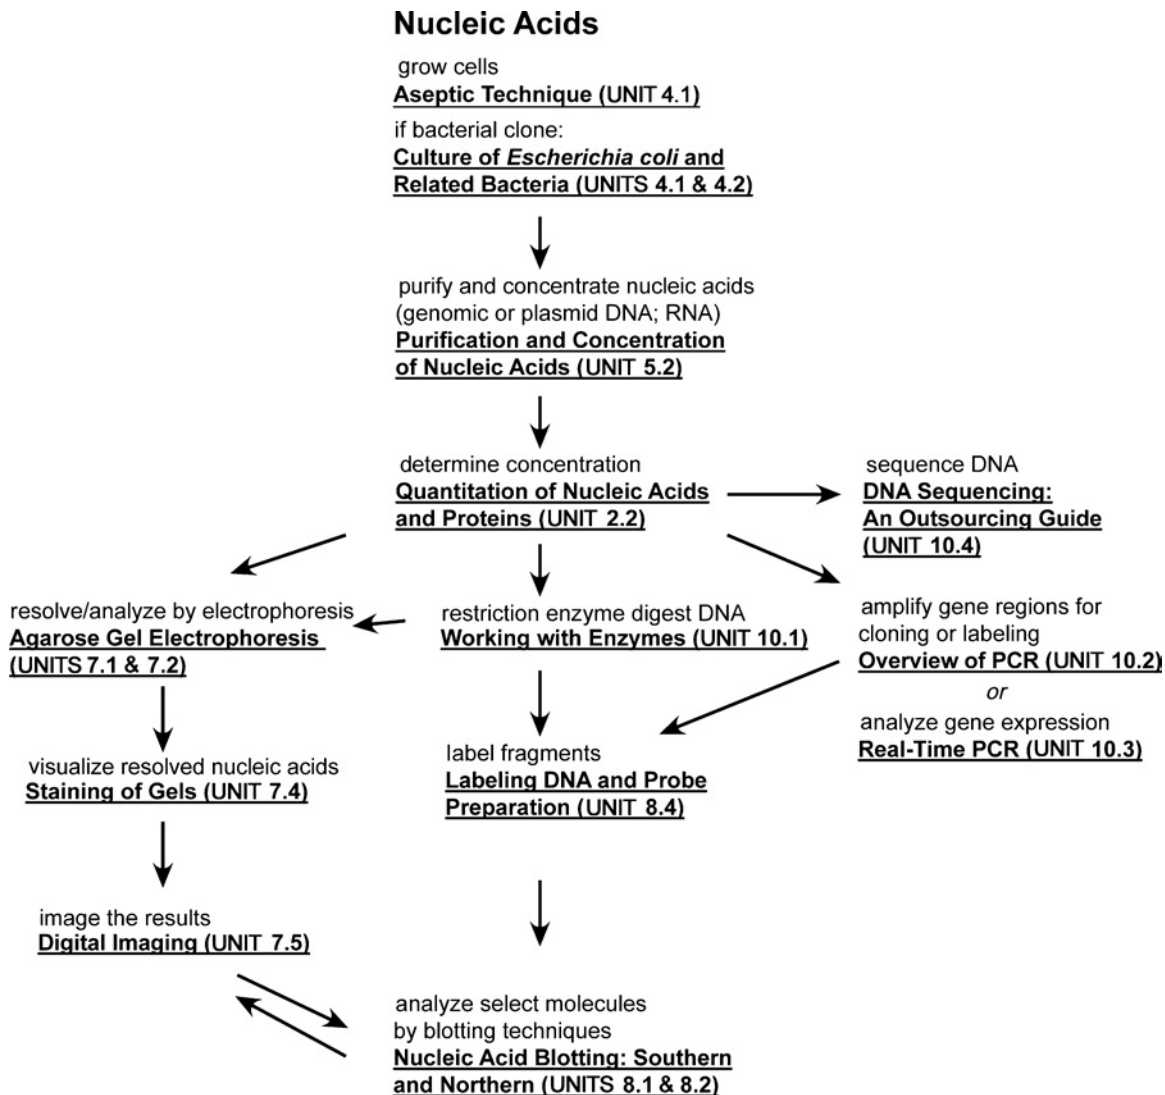 Nucleic Acids
grow cells
Aseptic Technique (UNIT 4.1)
if bacterial clone:
Culture of Escherichia coli and
Related Bacteria (UNITS 4.1 & 4.2)
purify and concentrate nucleic acids
(genomic or plasmid DNA; RNA)
Purification and Concentration
of Nucleic Acids (UNIT 5.2)
determine concentration
Quantitation of Nucleic Acids
and Proteins (UNIT 2.2)
sequence DNA
DNA Sequencing:
An Outsourcing Guide
(UNIT 10.4)
resolve/analyze by electrophoresis
Agarose Gel Electrophoresis
(UNITS 7.1 & 7.2)
restriction enzyme digest DNA
Working with Enzymes (UNIT 10.1)
amplify gene regions for
cloning or labeling
Overview of PCR (UNIT 10.2)
or
analyze gene expression
Real-Time PCR (UNIT 10.3)
visualize resolved nucleic acids
Staining of Gels (UNIT 7.4)
label fragments
Labeling DNA and Probe
Preparation (UNIT 8.4)
image the results
Digital Imaging (UNIT 7.5)
analyze select molecules
by blotting techniques
Nucleic Acid Blotting: Southern
and Northern (UNITS 8.1 & 8.2)